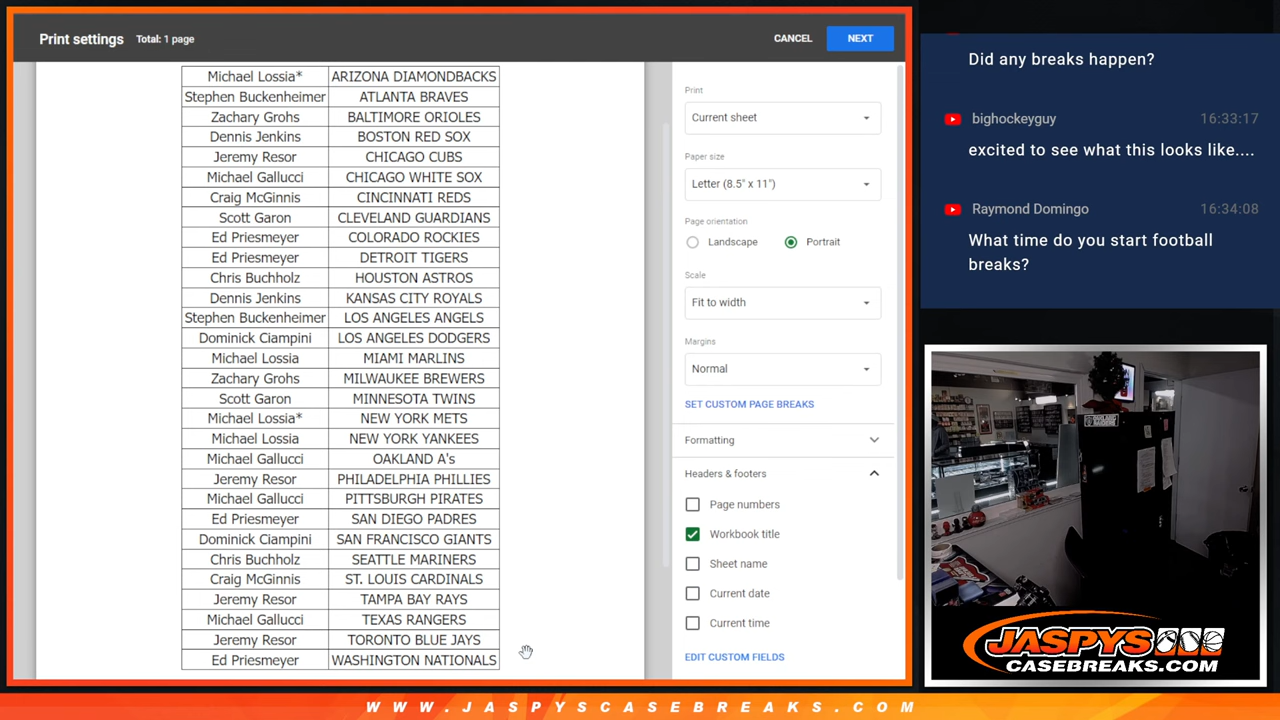 Print settings Total: 1 page CANCEL NEXT
Michael Lossia* ARIZONA DIAMONDBACKS
Stephen Buckenheimer ATLANTA BRAVES
Zachary Grohs BALTIMORE ORIOLES
Dennis Jenkins BOSTON RED SOX
Jeremy Resor CHICAGO CUBS
Michael Gallucci CHICAGO WHITE SOX
Craig McGinnis CINCINNATI REDS
Scott Garon CLEVELAND GUARDIANS
Ed Priesmeyer COLORADO ROCKIES
Ed Priesmeyer DETROIT TIGERS
Chris Buchholz HOUSTON ASTROS
Dennis Jenkins KANSAS CITY ROYALS
Stephen Buckenheimer LOS ANGELES ANGELS
Dominick Ciampini LOS ANGELES DODGERS
Michael Lossia MIAMI MARLINS
Zachary Grohs MILWAUKEE BREWERS
Scott Garon MINNESOTA TWINS
Michael Lossia* NEW YORK METS
Michael Lossia NEW YORK YANKEES
Michael Gallucci OAKLAND A's
Jeremy Resor PHILADELPHIA PHILLIES
Michael Gallucci PITTSBURGH PIRATES
Ed Priesmeyer SAN DIEGO PADRES
Dominick Ciampini SAN FRANCISCO GIANTS
Chris Buchholz SEATTLE MARINERS
Craig McGinnis ST. LOUIS CARDINALS
Jeremy Resor TAMPA BAY RAYS
Michael Gallucci TEXAS RANGERS
Jeremy Resor TORONTO BLUE JAYS
Ed Priesmeyer WASHINGTON NATIONALS
Print
Current sheet
Paper size
Letter (8.5" x 11")
Page orientation
Landscape Portrait
Scale
Fit to width
Margins
Normal
SET CUSTOM PAGE BREAKS
Formatting
Headers & footers
Page numbers
Workbook title
Sheet name
Current date
Current time
EDIT CUSTOM FIELDS
Did any breaks happen?
bighockeyguy 16:33:17
excited to see what this looks like....
Raymond Domingo 16:34:08
What time do you start football
breaks?
JASPYS
CASEBREAKS.COM
WWW.JASPYSCASEBREAKS.COM